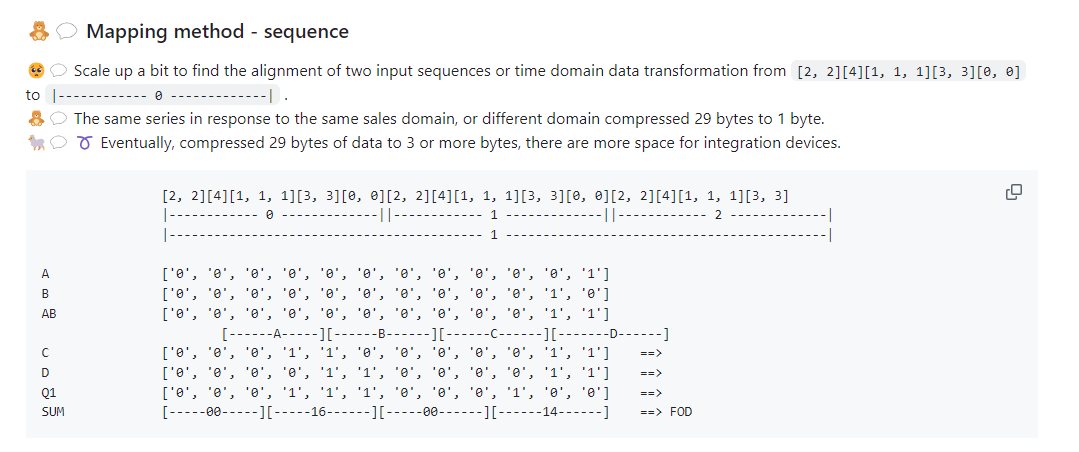 🧸💬 Mapping method - sequence
🥺💬 Scale up a bit to find the alignment of two input sequences or time domain data transformation from [2, 2][4][1, 1, 1][3, 3][0, 0]
to |------------ 0 -------------| .
🧸💬 The same series in response to the same sales domain, or different domain compressed 29 bytes to 1 byte.
🐐💬 ➰ Eventually, compressed 29 bytes of data to 3 or more bytes, there are more space for integration devices.
[2, 2][4][1, 1, 1][3, 3][0, 0][2, 2][4][1, 1, 1][3, 3][0, 0][2, 2][4][1, 1, 1][3, 3]
|------------ 0 -------------||------------ 1 -------------||------------ 2 -------------|
|------------------------------------------ 1 -------------------------------------------|
A ['0', '0', '0', '0', '0', '0', '0', '0', '0', '0', '0', '1']
B ['0', '0', '0', '0', '0', '0', '0', '0', '0', '0', '1', '0']
AB ['0', '0', '0', '0', '0', '0', '0', '0', '0', '0', '1', '1']
[------A-----][------B------][------C------][-------D------]
C ['0', '0', '0', '1', '1', '0', '0', '0', '0', '0', '1', '1'] ==>
D ['0', '0', '0', '0', '1', '1', '0', '0', '0', '0', '1', '1'] ==>
Q1 ['0', '0', '0', '1', '1', '1', '0', '0', '0', '1', '0', '0'] ==>
SUM [-----00-----][-----16------][-----00------][------14------] ==> FOD